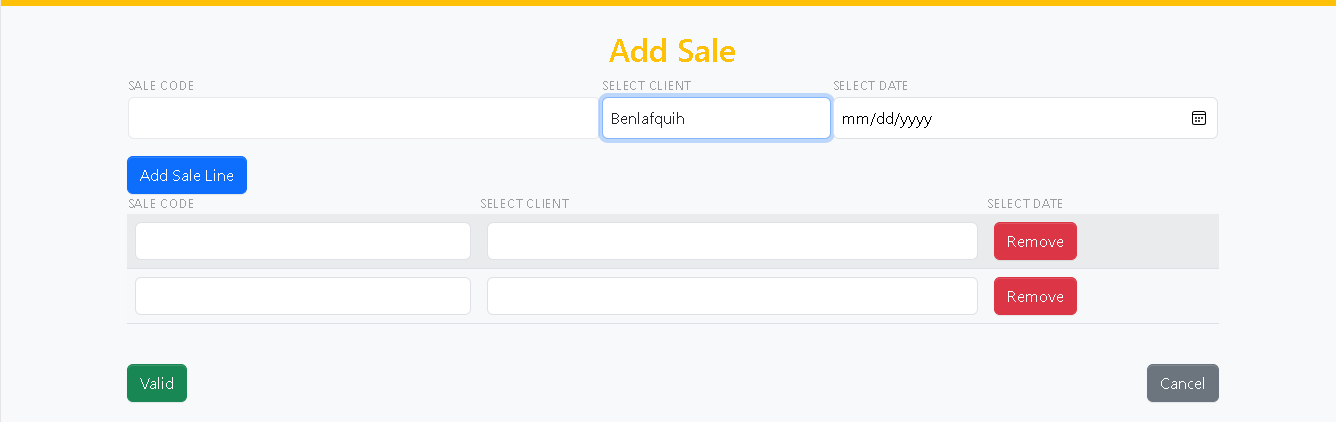 Add Sale
SALE CODE SELECT CLIENT SELECT DATE
Benlafquih mm/dd/yyyy
Add Sale Line
SALE CODE SELECT CLIENT SELECT DATE
Remove
Remove
Valid Cancel